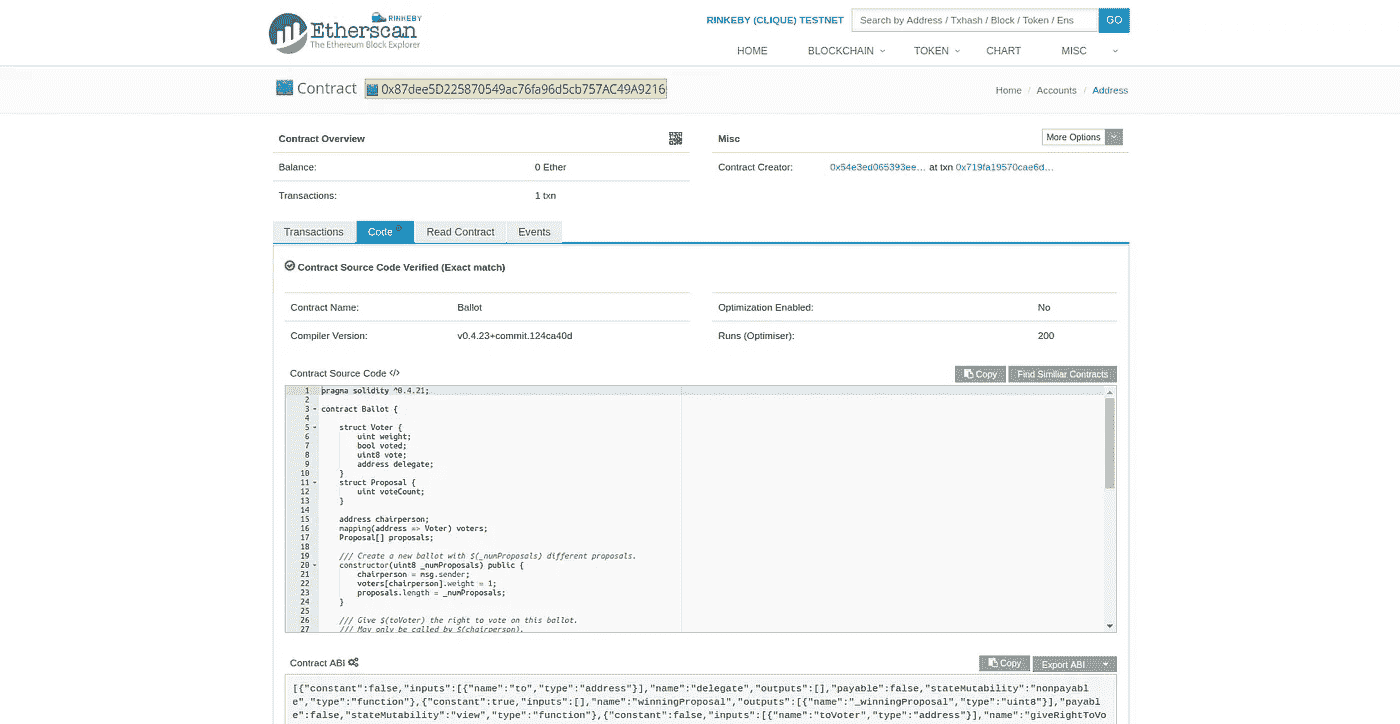 RINKEBY
Etherscan
The Ethereum Block Explorer
RINKEBY (CLIQUE) TESTNET
Search by Address / Txhash / Block / Token / Ens
GO
HOME BLOCKCHAIN TOKEN CHART MISC
Contract 0x87dee5D225870549ac76fa96d5cb757AC49A9216
Home / Accounts / Address
Contract Overview
Misc
More Options
Balance: 0 Ether
Contract Creator: 0x54e3ed065393ee... at txn 0x719fa19570cae6d...
Transactions: 1 txn
Transactions Code Read Contract Events
Contract Source Code Verified (Exact match)
Contract Name: Ballot
Optimization Enabled: No
Compiler Version: v0.4.23+commit.124ca40d
Runs (Optimiser): 200
Contract Source Code </>
Copy Find Similiar Contracts
1 pragma solidity ^0.4.21;
2
3 contract Ballot {
4
5 struct Voter {
6 uint weight;
7 bool voted;
8 uint8 vote;
9 address delegate;
10 }
11 struct Proposal {
12 uint voteCount;
13 }
14
15 address chairperson;
16 mapping(address => Voter) voters;
17 Proposal[] proposals;
18
19 /// Create a new ballot with $(_numProposals) different proposals.
20 constructor(uint8 _numProposals) public {
21 chairperson = msg.sender;
22 voters[chairperson].weight = 1;
23 proposals.length = _numProposals;
24 }
25
26 /// Give $(toVoter) the right to vote on this ballot.
27 /// May only be called by $(chairperson).
Contract ABI
Copy Export ABI
[{"constant":false,"inputs":[{"name":"to","type":"address"}],"name":"delegate","outputs":[],"payable":false,"stateMutability":"nonpayabl
e","type":"function"},{"constant":true,"inputs":[],"name":"winningProposal","outputs":[{"name":"_winningProposal","type":"uint8"}],"payab
le":false,"stateMutability":"view","type":"function"},{"constant":false,"inputs":[{"name":"toVoter","type":"address"}],"name":"giveRightToVo